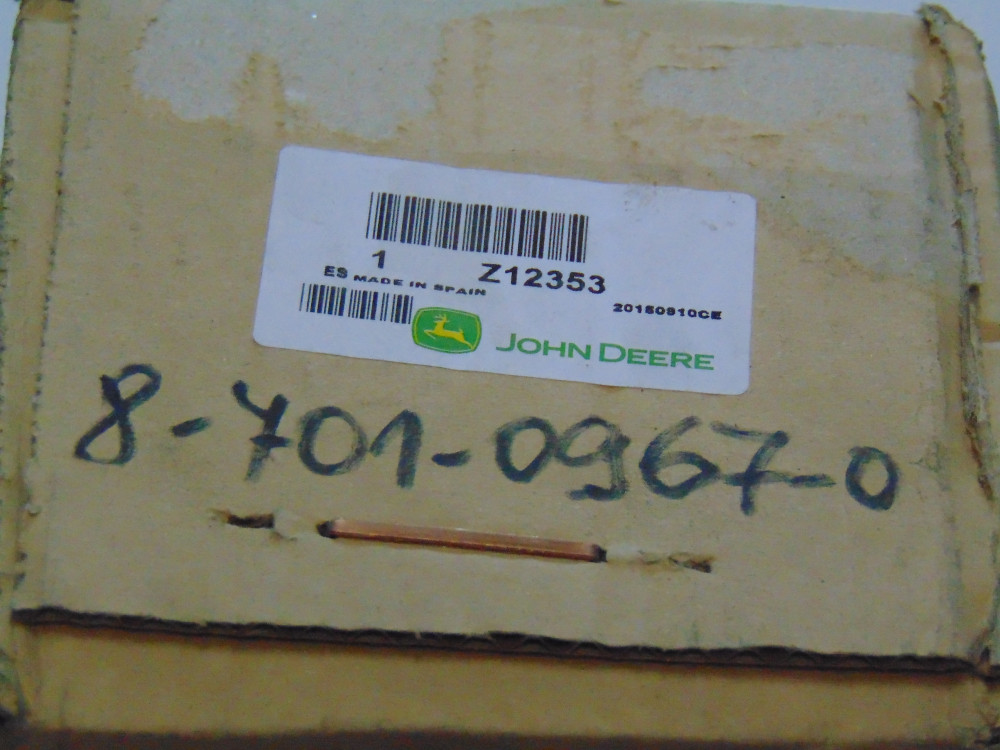 1 Z12353
ES MADE IN SPAIN
20150910CE
JOHN DEERE
8-701-0967-0